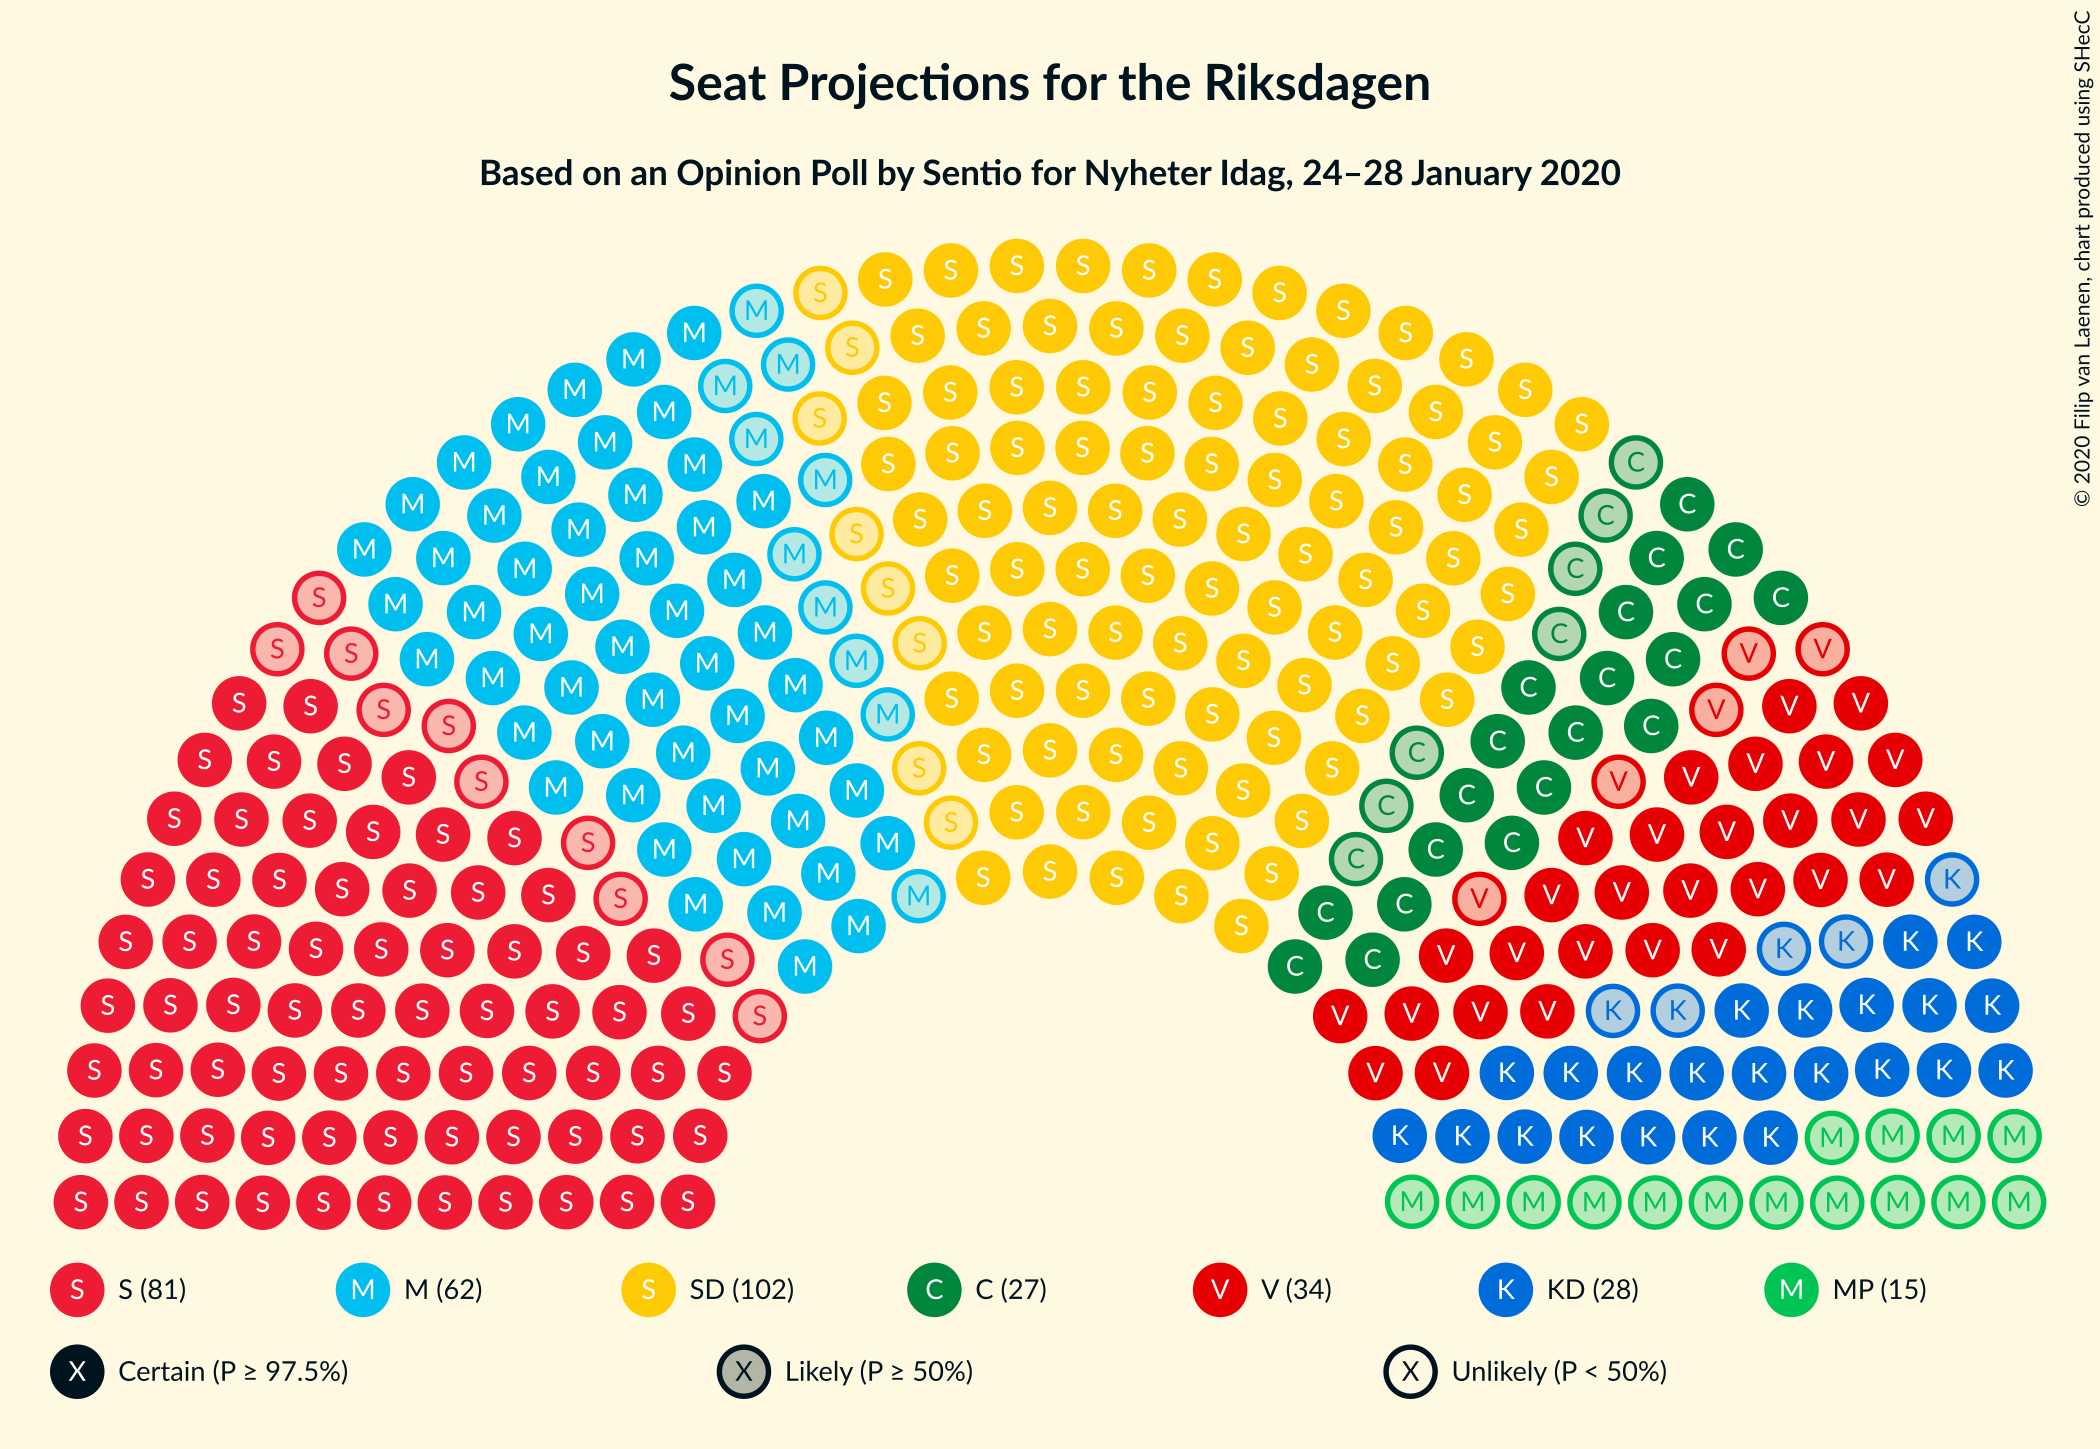 Seat Projections for the Riksdagen
Based on an Opinion Poll by Sentio for Nyheter Idag, 24–28 January 2020
© 2020 Filip van Laenen, chart produced using SHecC
S S (81) M M (62) S SD (102) C C (27) V V (34) K KD (28) M MP (15)
X Certain (P ≥ 97.5%) X Likely (P ≥ 50%) X Unlikely (P < 50%)